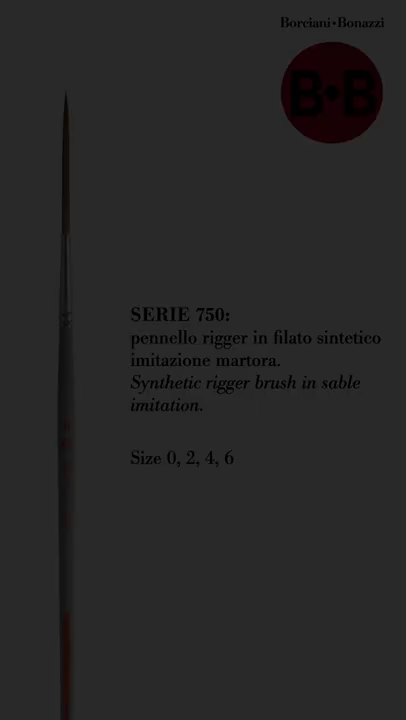 Borciani•Bonazzi
B•B
SERIE 750:
pennello rigger in filato sintetico
imitazione martora.
Synthetic rigger brush in sable
imitation.
Size 0, 2, 4, 6